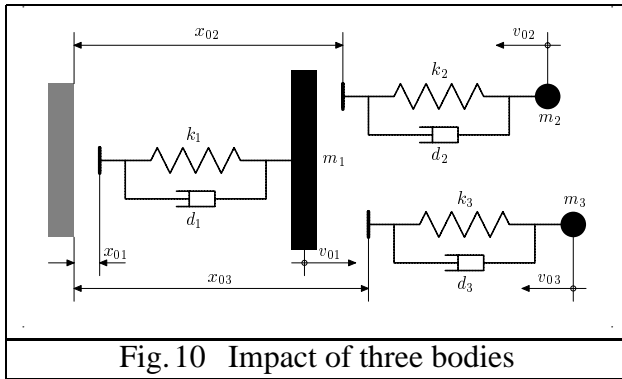 x₀₂
v₀₂
k₂
m₂
d₂
k₁
m₁
d₁
k₃
m₃
d₃
x₀₁
v₀₁
x₀₃
v₀₃
Fig. 10 Impact of three bodies